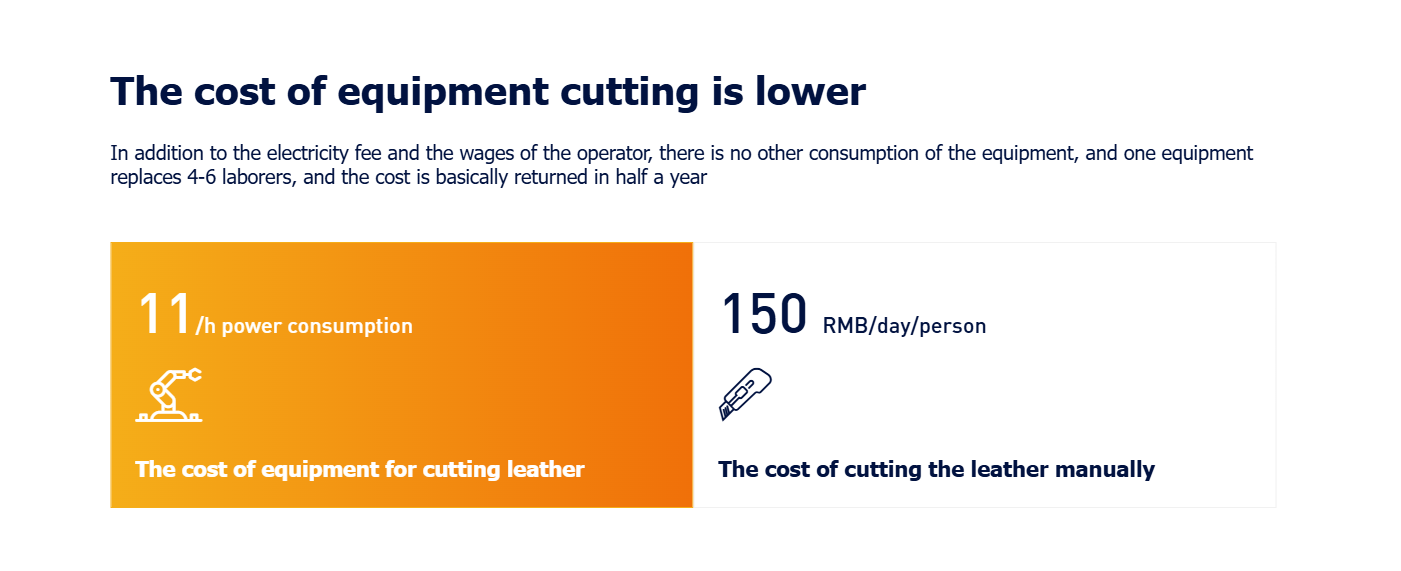 The cost of equipment cutting is lower
In addition to the electricity fee and the wages of the operator, there is no other consumption of the equipment, and one equipment
replaces 4-6 laborers, and the cost is basically returned in half a year
11/h power consumption
The cost of equipment for cutting leather
150 RMB/day/person
The cost of cutting the leather manually